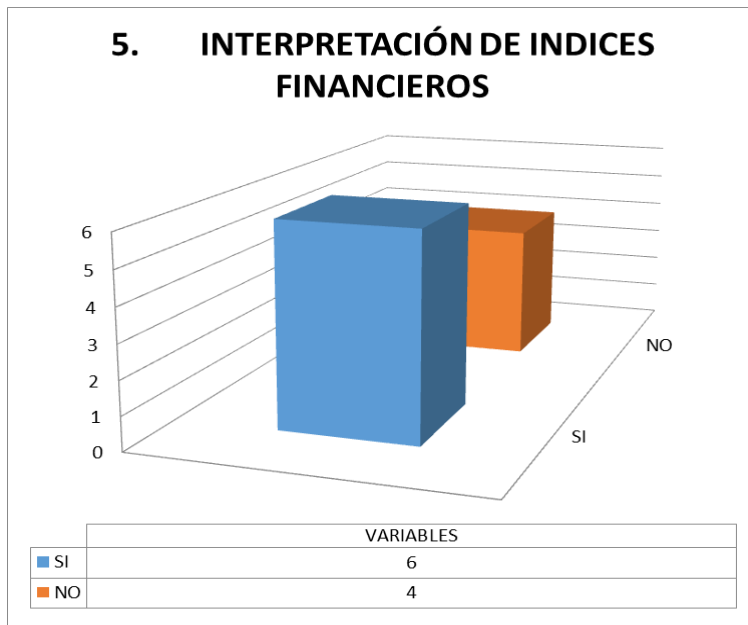 5. INTERPRETACIÓN DE INDICES
FINANCIEROS
6
5
4
3
2
1
0
NO
SI
VARIABLES
SI 6
NO 4